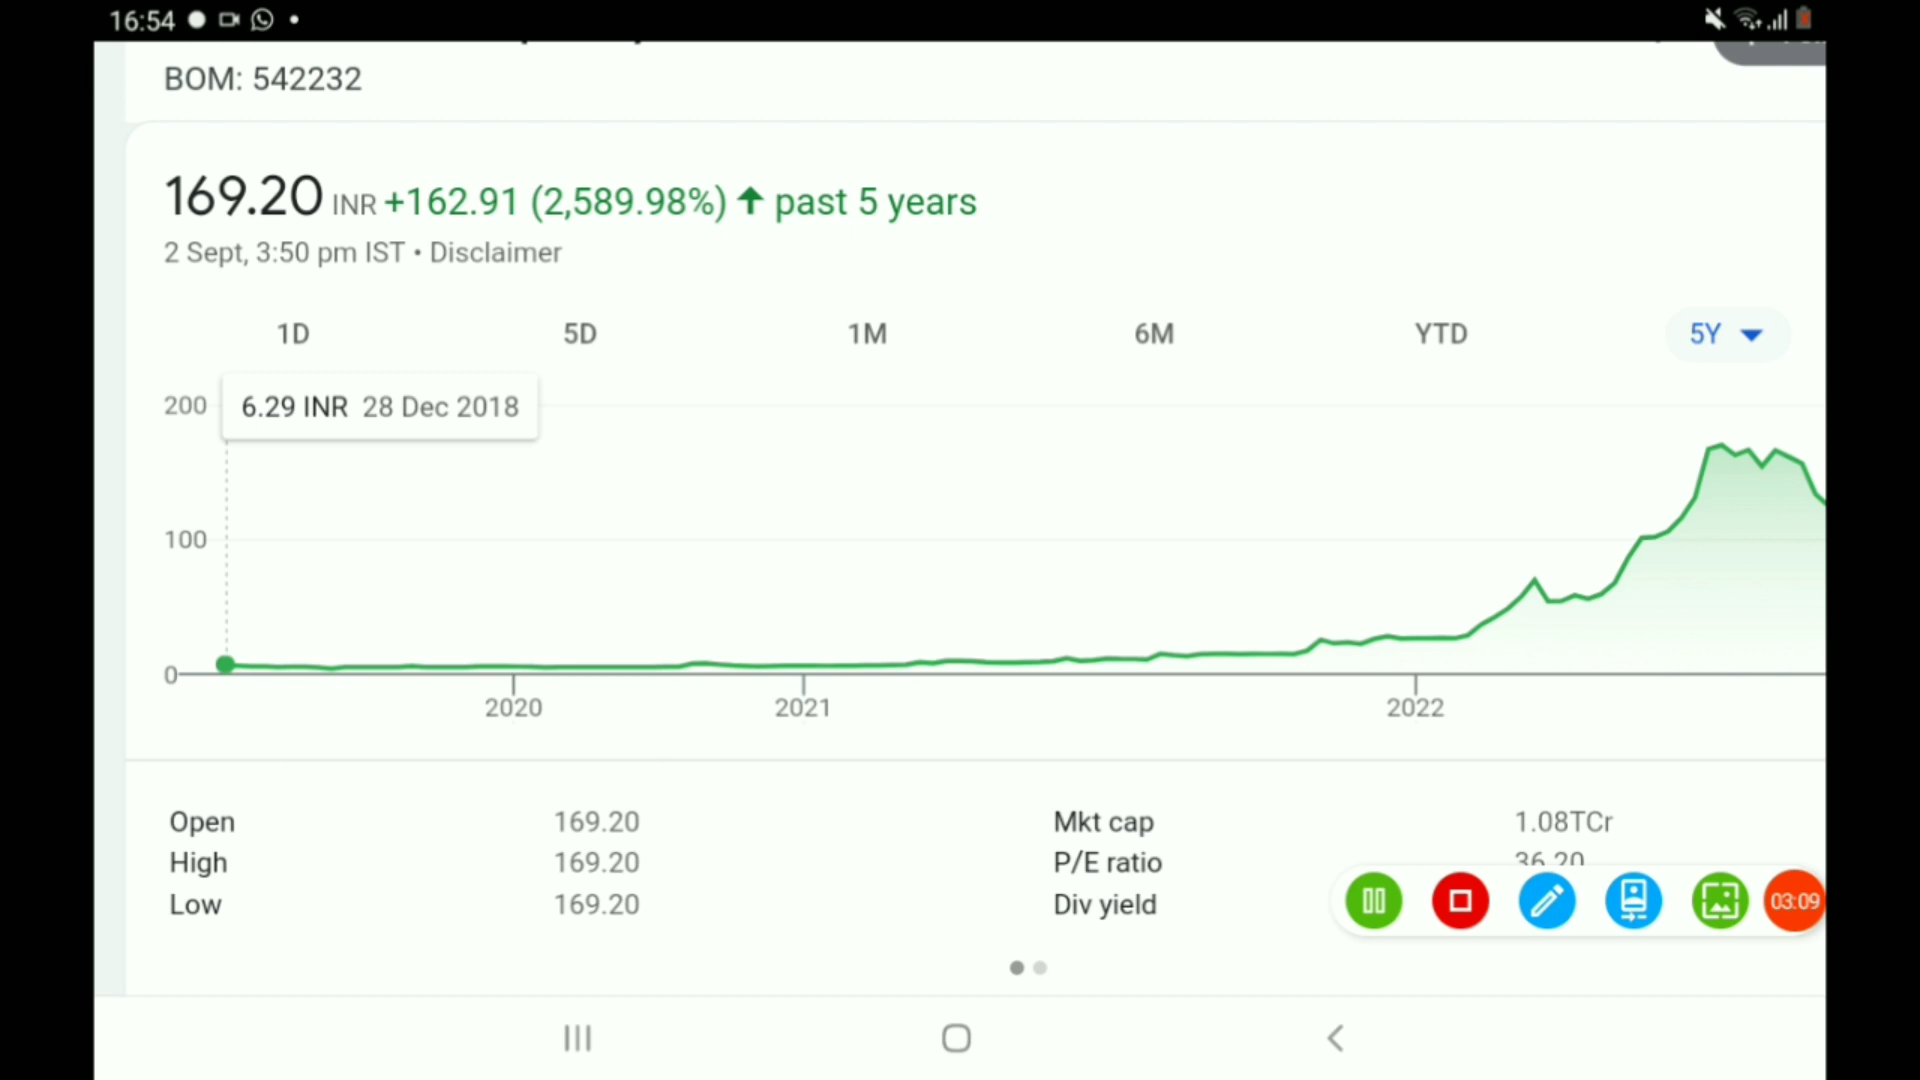 16:54
BOM: 542232
169.20 INR +162.91 (2,589.98%) past 5 years
2 Sept, 3:50 pm IST • Disclaimer
1D 5D 1M 6M YTD 5Y
6.29 INR 28 Dec 2018
200
100
0
2020 2021 2022
Open 169.20 Mkt cap 1.08TCr
High 169.20 P/E ratio 36.20
Low 169.20 Div yield
03:09